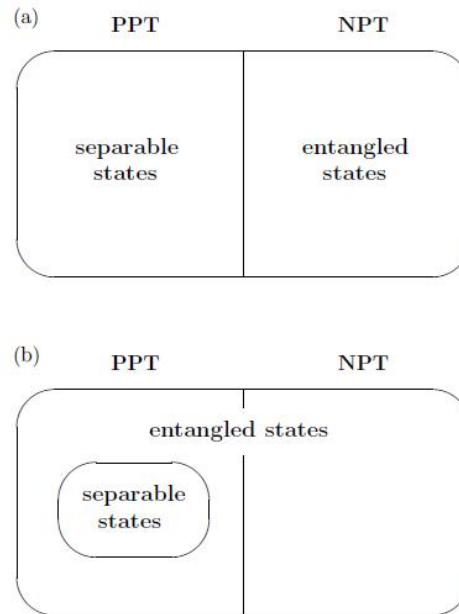 (a)
PPT NPT
separable entangled
states states
(b)
PPT NPT
entangled states
separable
states